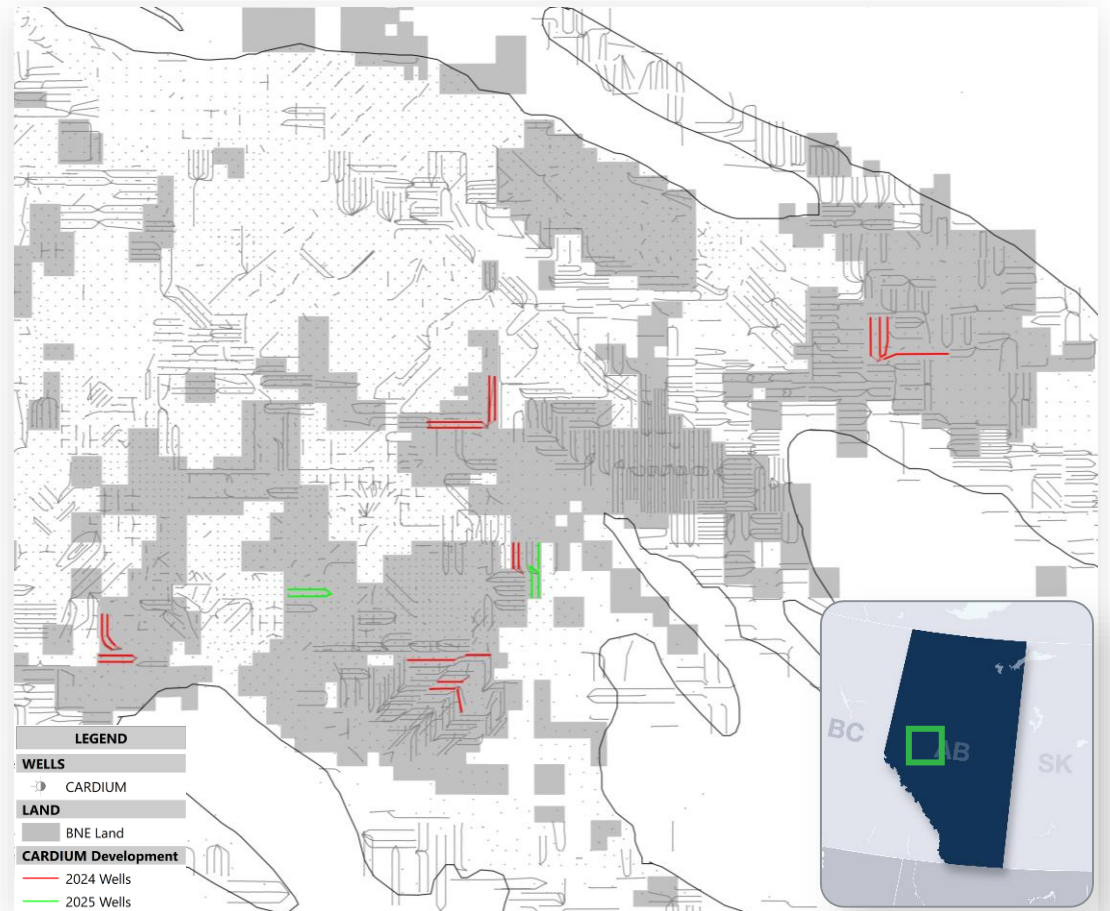 BC
AB
SK
LEGEND
WELLS
CARDIUM
LAND
BNE Land
CARDIUM Development
2024 Wells
2025 Wells